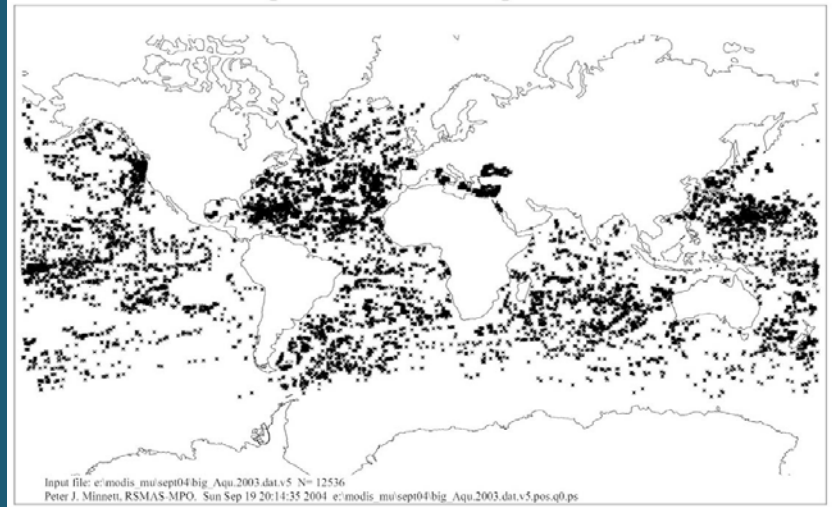 Input file: e:\modis_mu\sept04\big_Aqu.2003.dat.v5 N= 12536
Peter J. Minnett, RSMAS-MPO, Sun Sep 19 20:14:35 2004 e:\modis_mu\sept04\big_Aqu.2003.dat.v5.pos.q0.ps